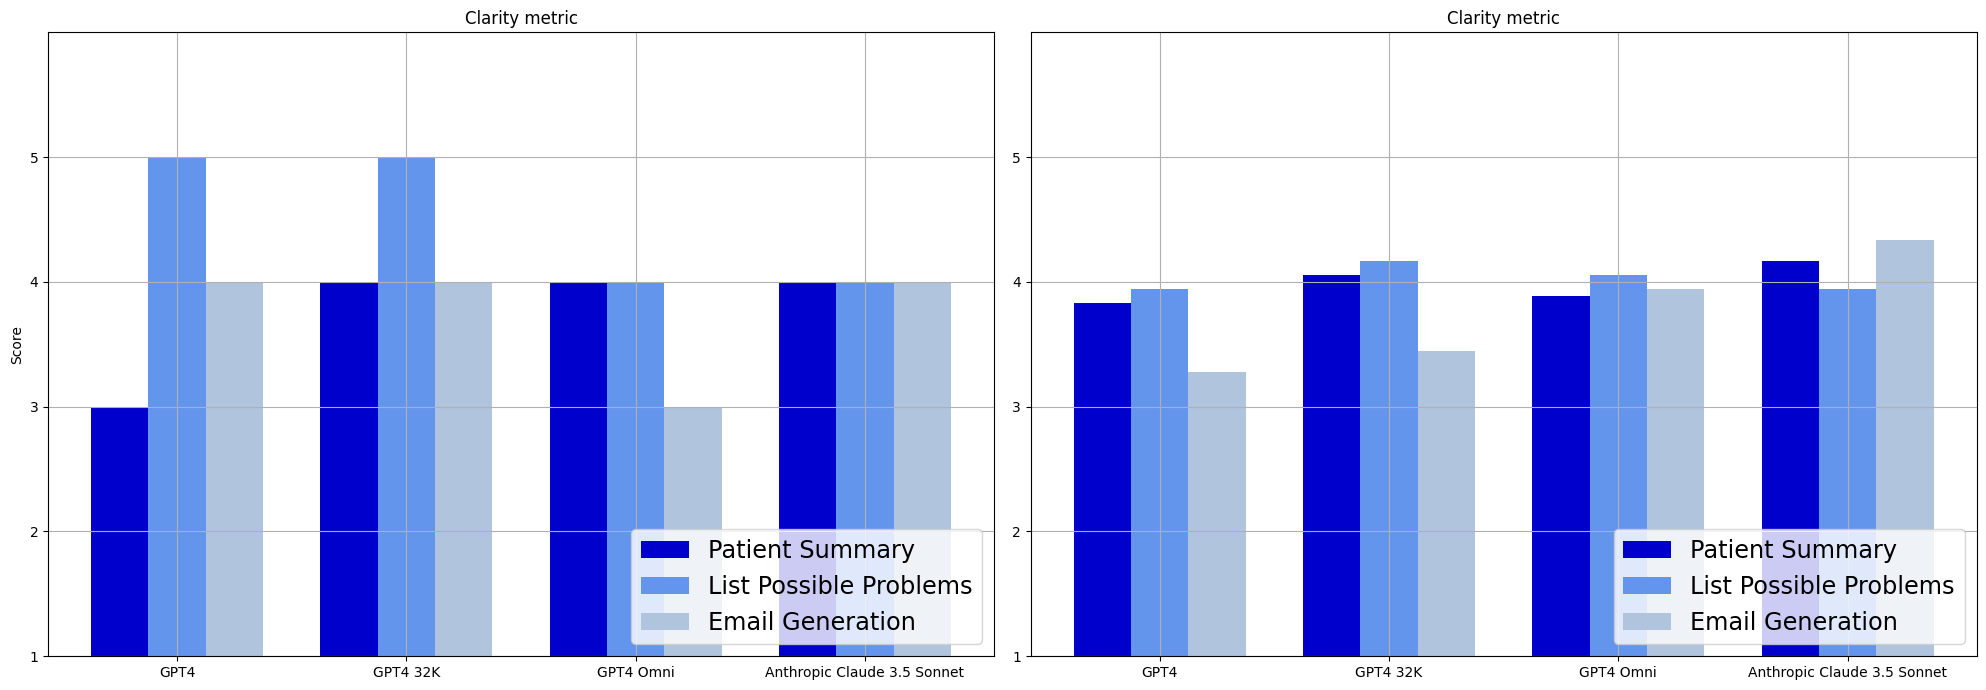 Clarity metric
Score
5
4
3
2
1
GPT4
GPT4 32K
GPT4 Omni
Anthropic Claude 3.5 Sonnet
Patient Summary
List Possible Problems
Email Generation
Clarity metric
5
4
3
2
1
GPT4
GPT4 32K
GPT4 Omni
Anthropic Claude 3.5 Sonnet
Patient Summary
List Possible Problems
Email Generation